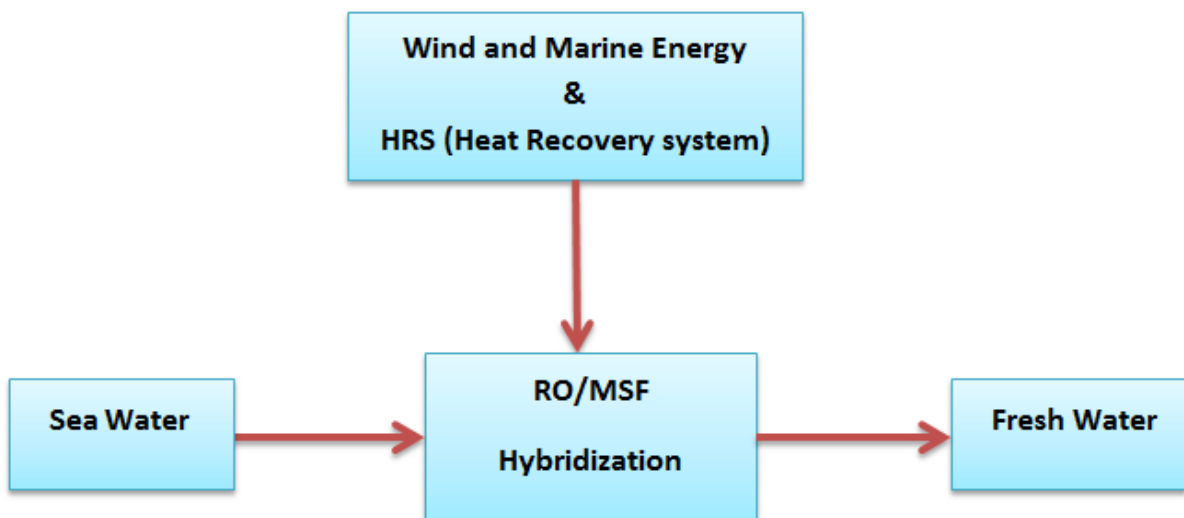 Wind and Marine Energy
&
HRS (Heat Recovery system)
Sea Water
RO/MSF
Hybridization
Fresh Water